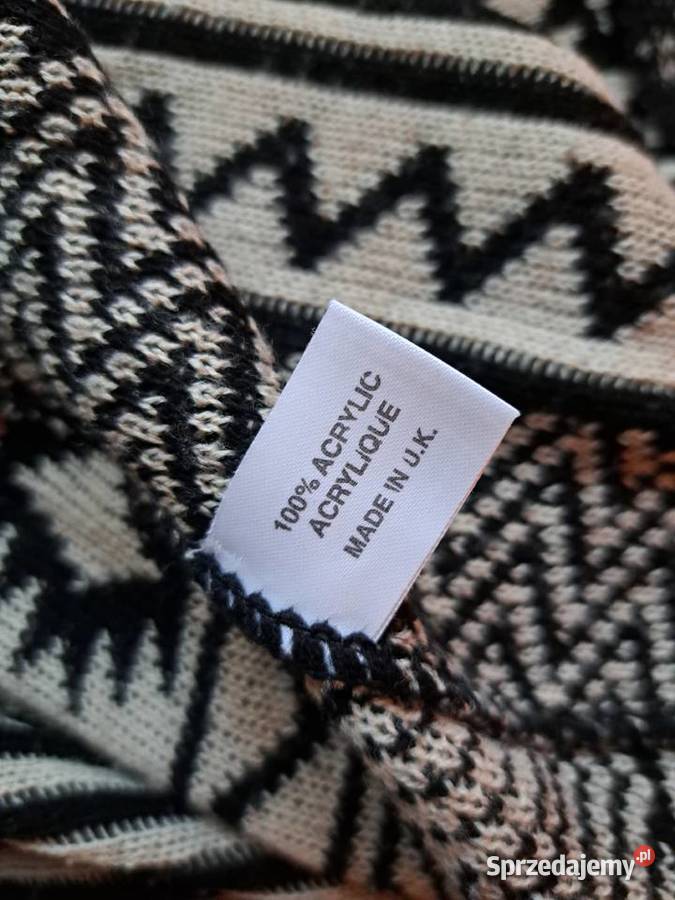 100% ACRYLIC
ACRYLIQUE
MADE IN U.K.
Sprzedajemy.pl